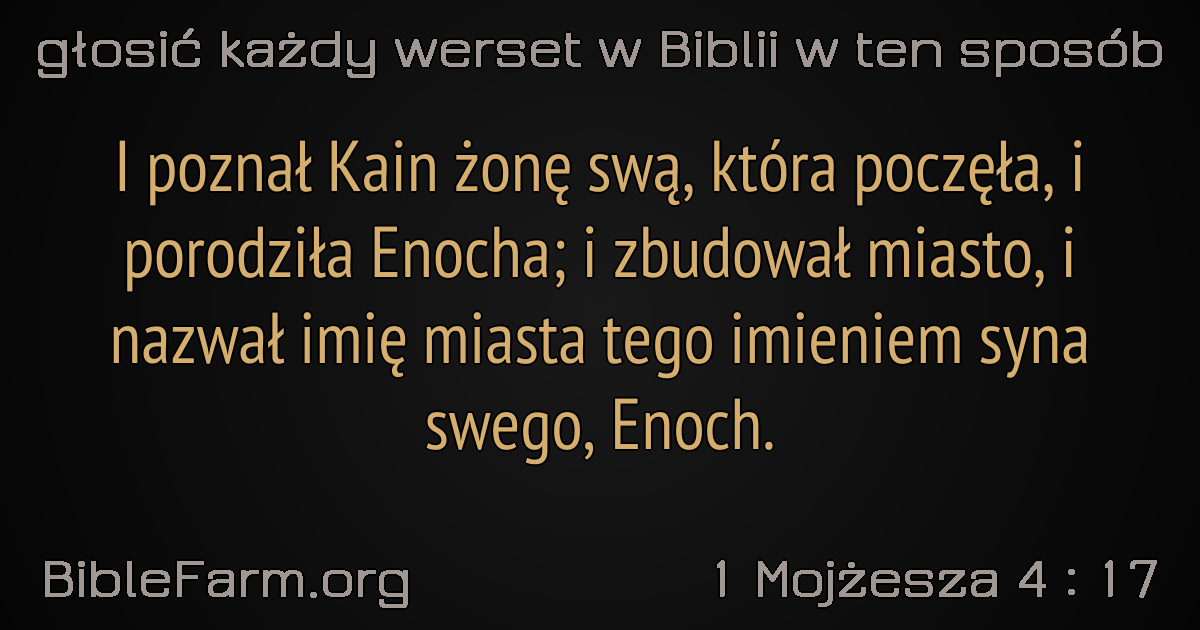 głosić każdy werset w Biblii w ten sposób
I poznał Kain żonę swą, która poczęła, i
porodziła Enocha; i zbudował miasto, i
nazwał imię miasta tego imieniem syna
swego, Enoch.
BibleFarm.org
1 Mojżesza 4 : 17